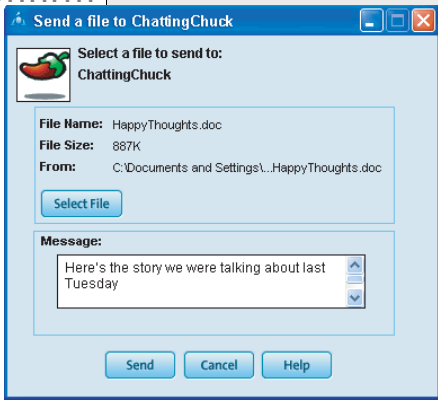 Send a file to ChattingChuck
Select a file to send to:
ChattingChuck
File Name: HappyThoughts.doc
File Size: 887K
From: C:\Documents and Settings\...HappyThoughts.doc
Select File
Message:
Here's the story we were talking about last
Tuesday
Send Cancel Help